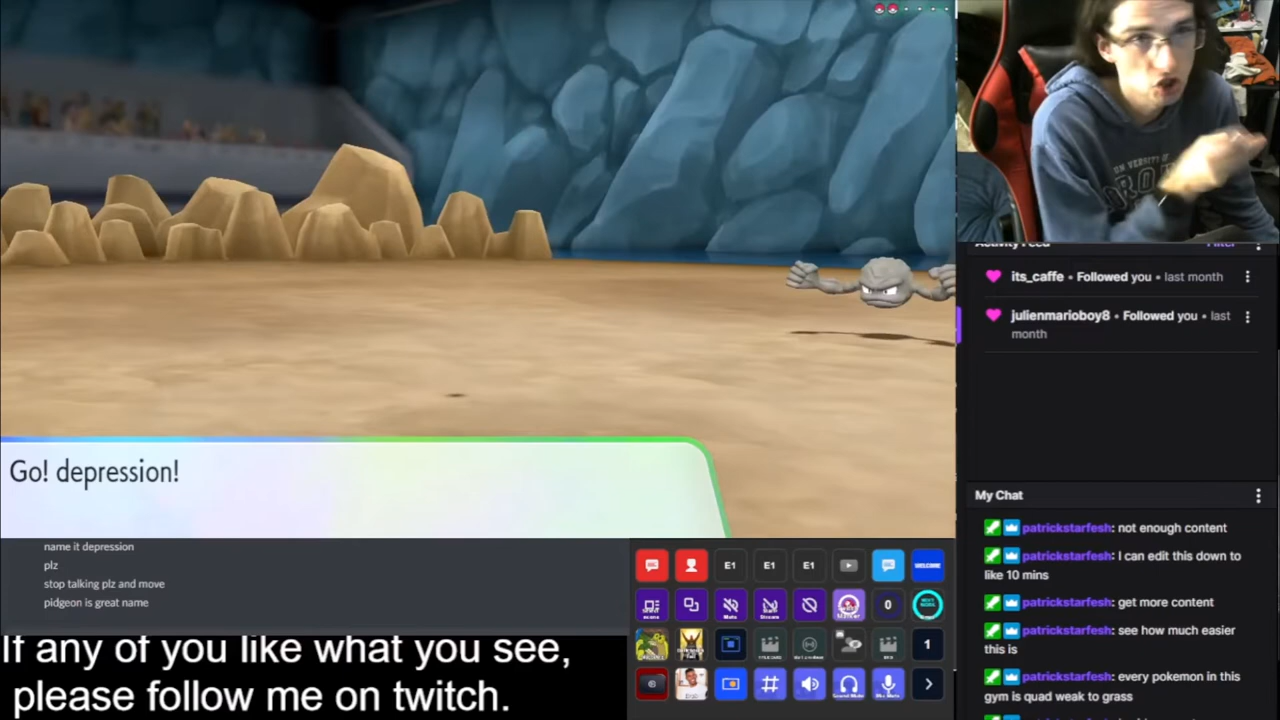 Go! depression!
name it depression
plz
stop talking plz and move
pidgeon is great name
If any of you like what you see,
please follow me on twitch.
E1
E1
E1
WELCOME
0
1
Activity Feed
Filter
its_caffe • Followed you • last month
julienmarioboy8 • Followed you • last
month
My Chat
patrickstarfesh: not enough content
patrickstarfesh: I can edit this down to
like 10 mins
patrickstarfesh: get more content
patrickstarfesh: see how much easier
this is
patrickstarfesh: every pokemon in this
gym is quad weak to grass